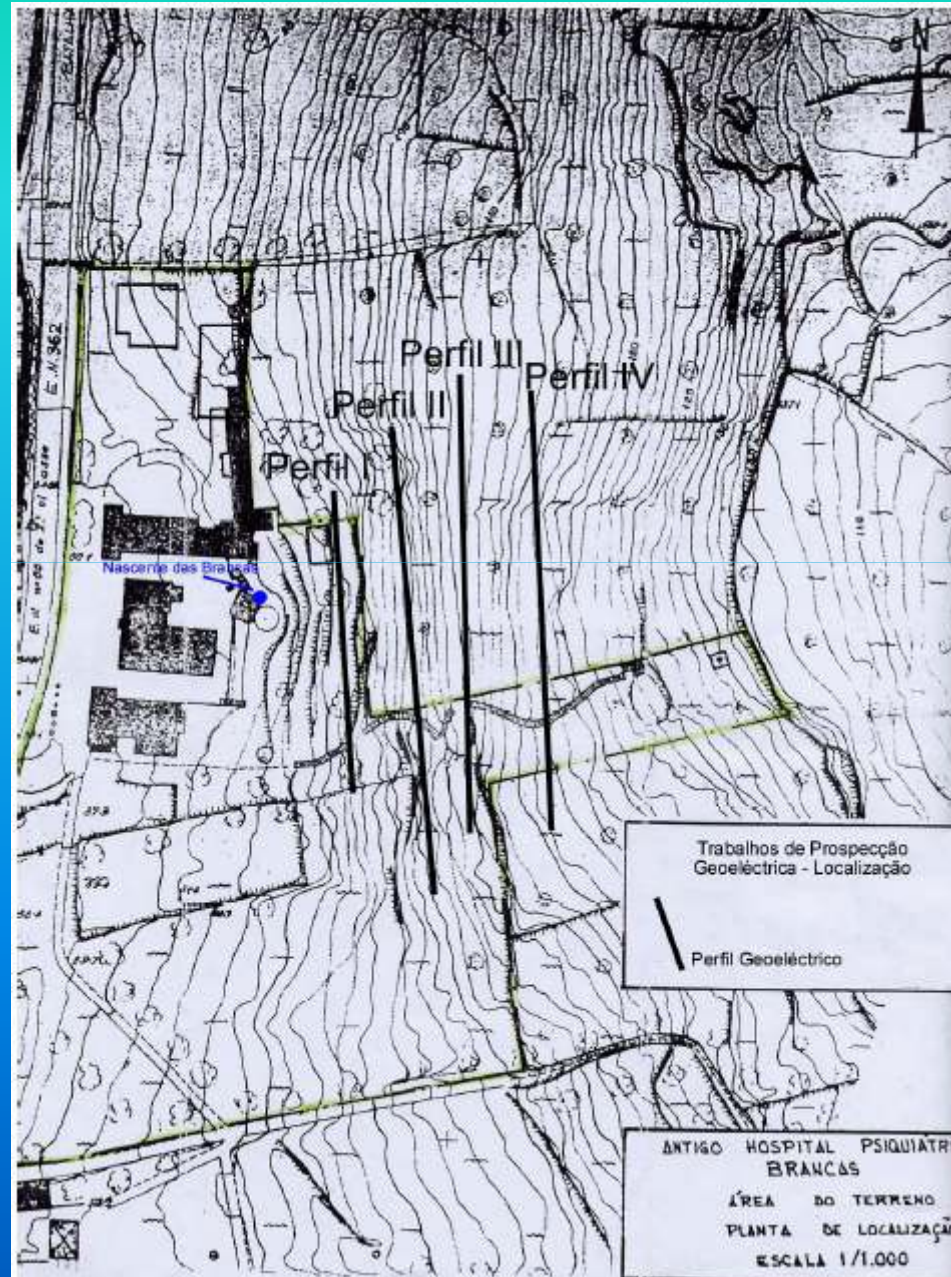 N
Perfil III
Perfil IV
Perfil II
Perfil I
E.N.362
Nascente das Brancas
Trabalhos de Prospecção
Geoeléctrica - Localização
Perfil Geoeléctrico
ANTIGO HOSPITAL PSIQUIATR
BRANCAS
ÁREA DO TERRENO
PLANTA DE LOCALIZAÇÃ
ESCALA 1/1.000